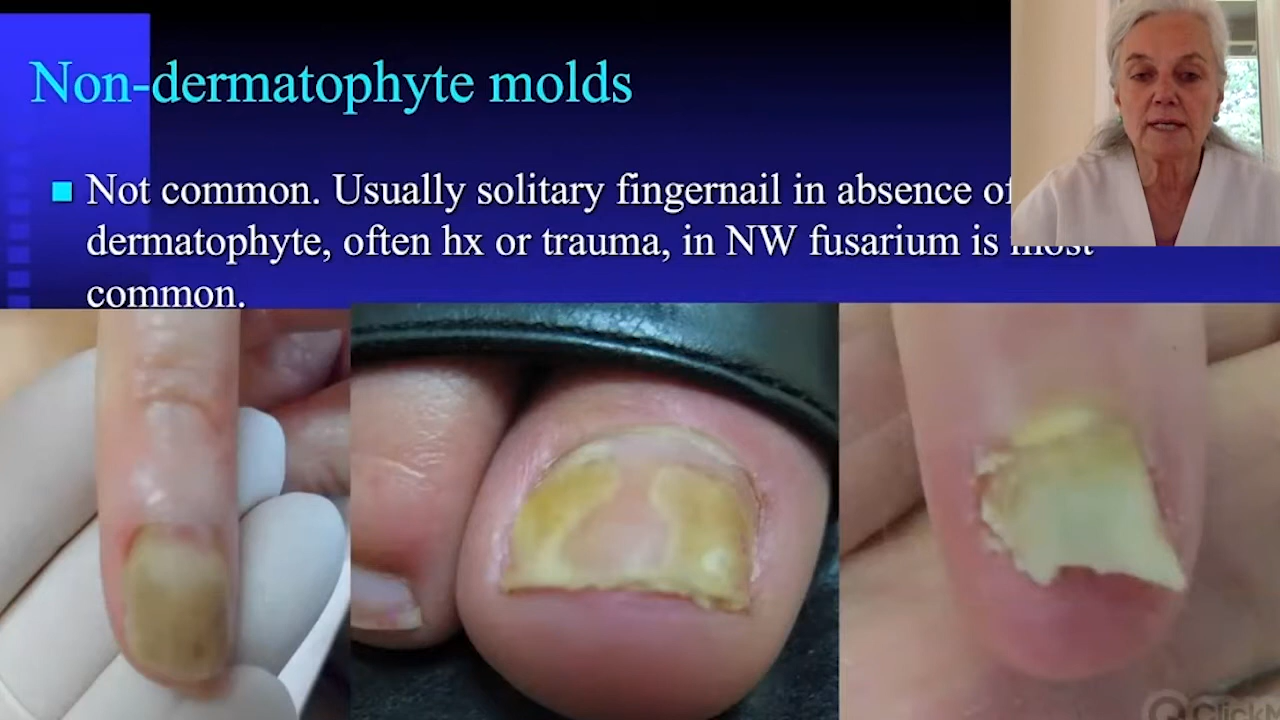 Non-dermatophyte molds
Not common. Usually solitary fingernail in absence of
dermatophyte, often hx or trauma, in NW fusarium is most
common.